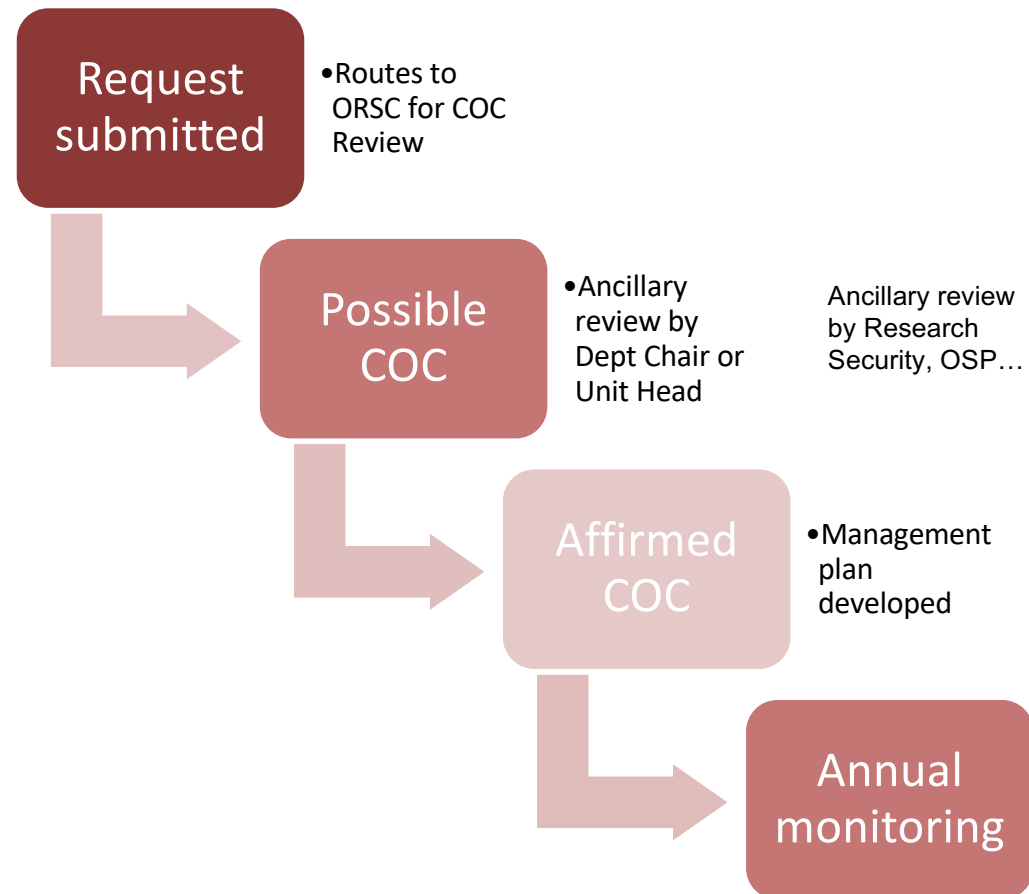 Request
submitted
•Routes to
ORSC for COC
Review
Possible
COC
•Ancillary
review by
Dept Chair or
Unit Head
Ancillary review
by Research
Security, OSP…
Affirmed
COC
•Management
plan
developed
Annual
monitoring